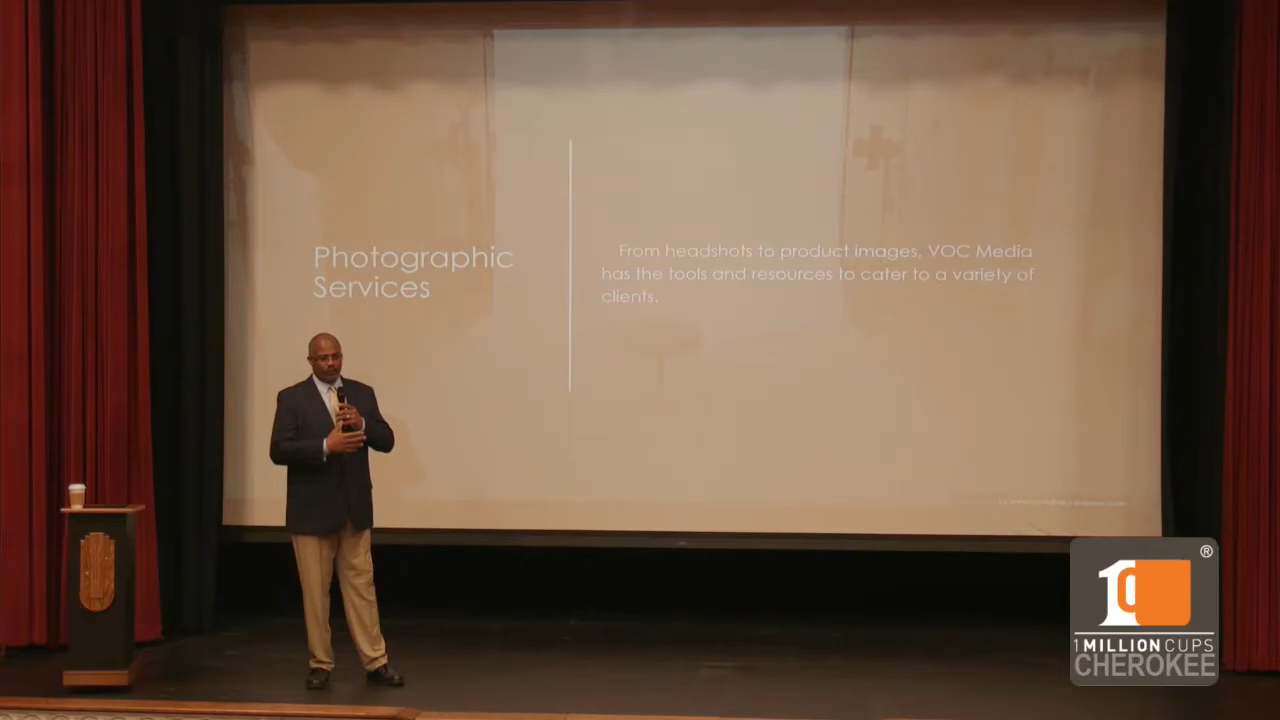 Photographic
Services
From headshots to product images, VOC Media
has the tools and resources to cater to a variety of
clients.
®
1
1 MILLION CUPS
CHEROKEE